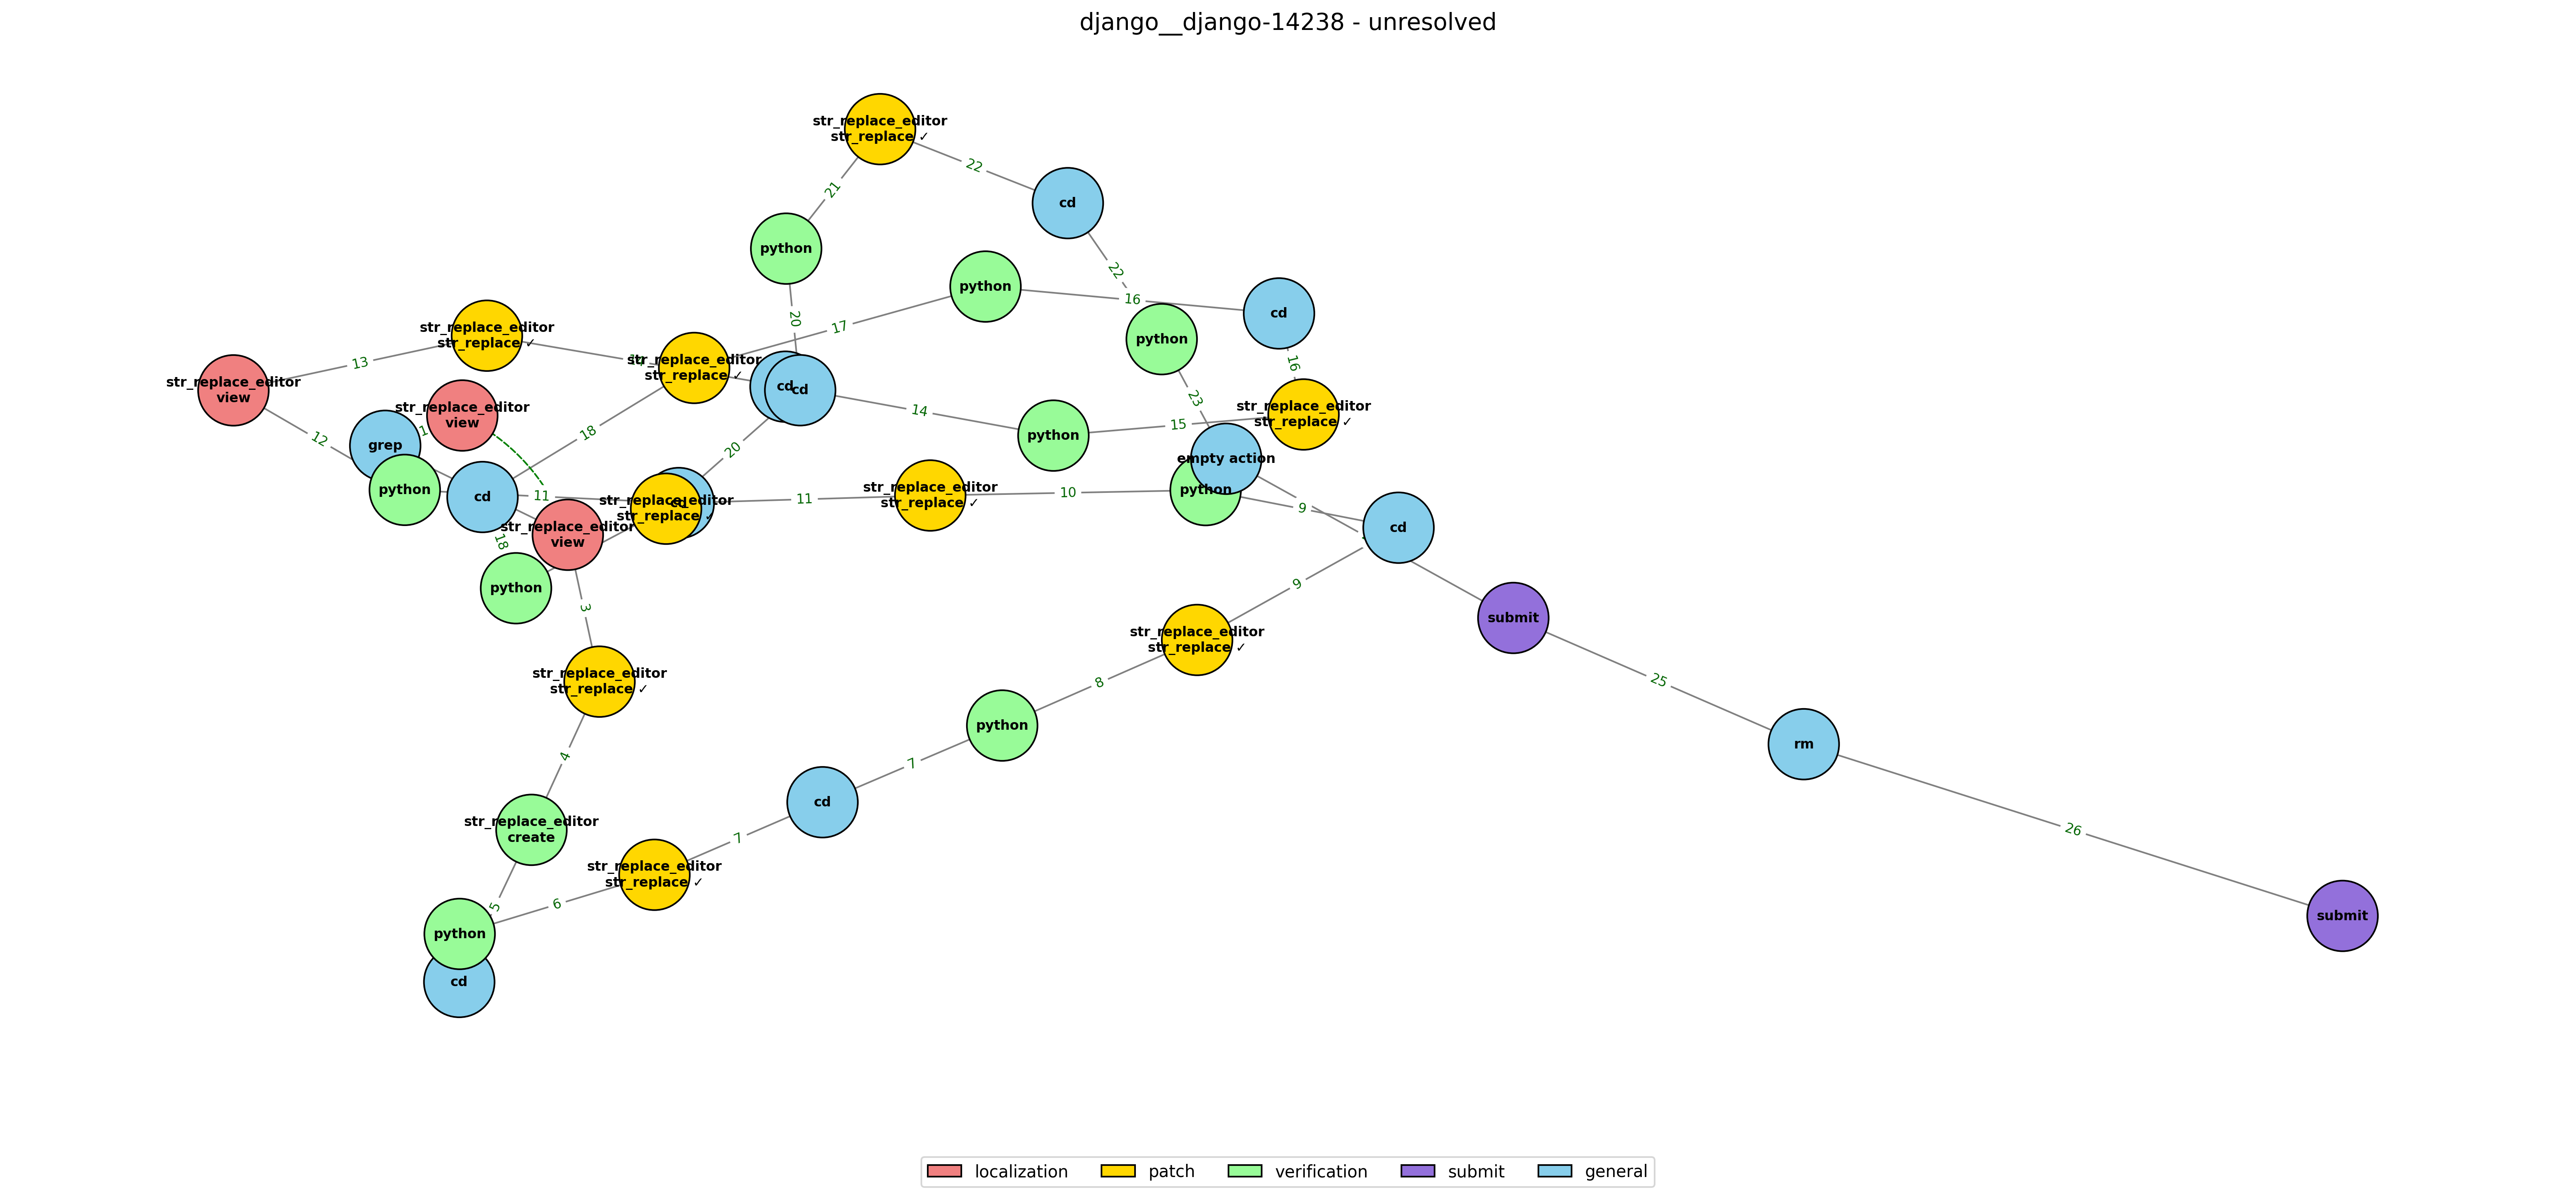 django__django-14238 - unresolved
str_replace_editor
str_replace ✓
22
cd
21
python
20
22
python
16
cd
17
str_replace_editor
str_replace ✓
13
str_replace_editor
view
python
16
23
str_replace_editor
str_replace ✓
cd
cd
14
python
15
str_replace_editor
str_replace ✓
str_replace_editor
view
1
12
grep
18
20
empty action
python
cd
11
str_replace_editor
str_replace ✓
11
str_replace_editor
str_replace ✓
10
python
9
cd
18
str_replace_editor
view
python
3
9
str_replace_editor
str_replace ✓
submit
str_replace_editor
str_replace ✓
8
25
4
python
rm
7
cd
str_replace_editor
create
7
26
str_replace_editor
str_replace ✓
6
5
python
submit
cd
localization
patch
verification
submit
general